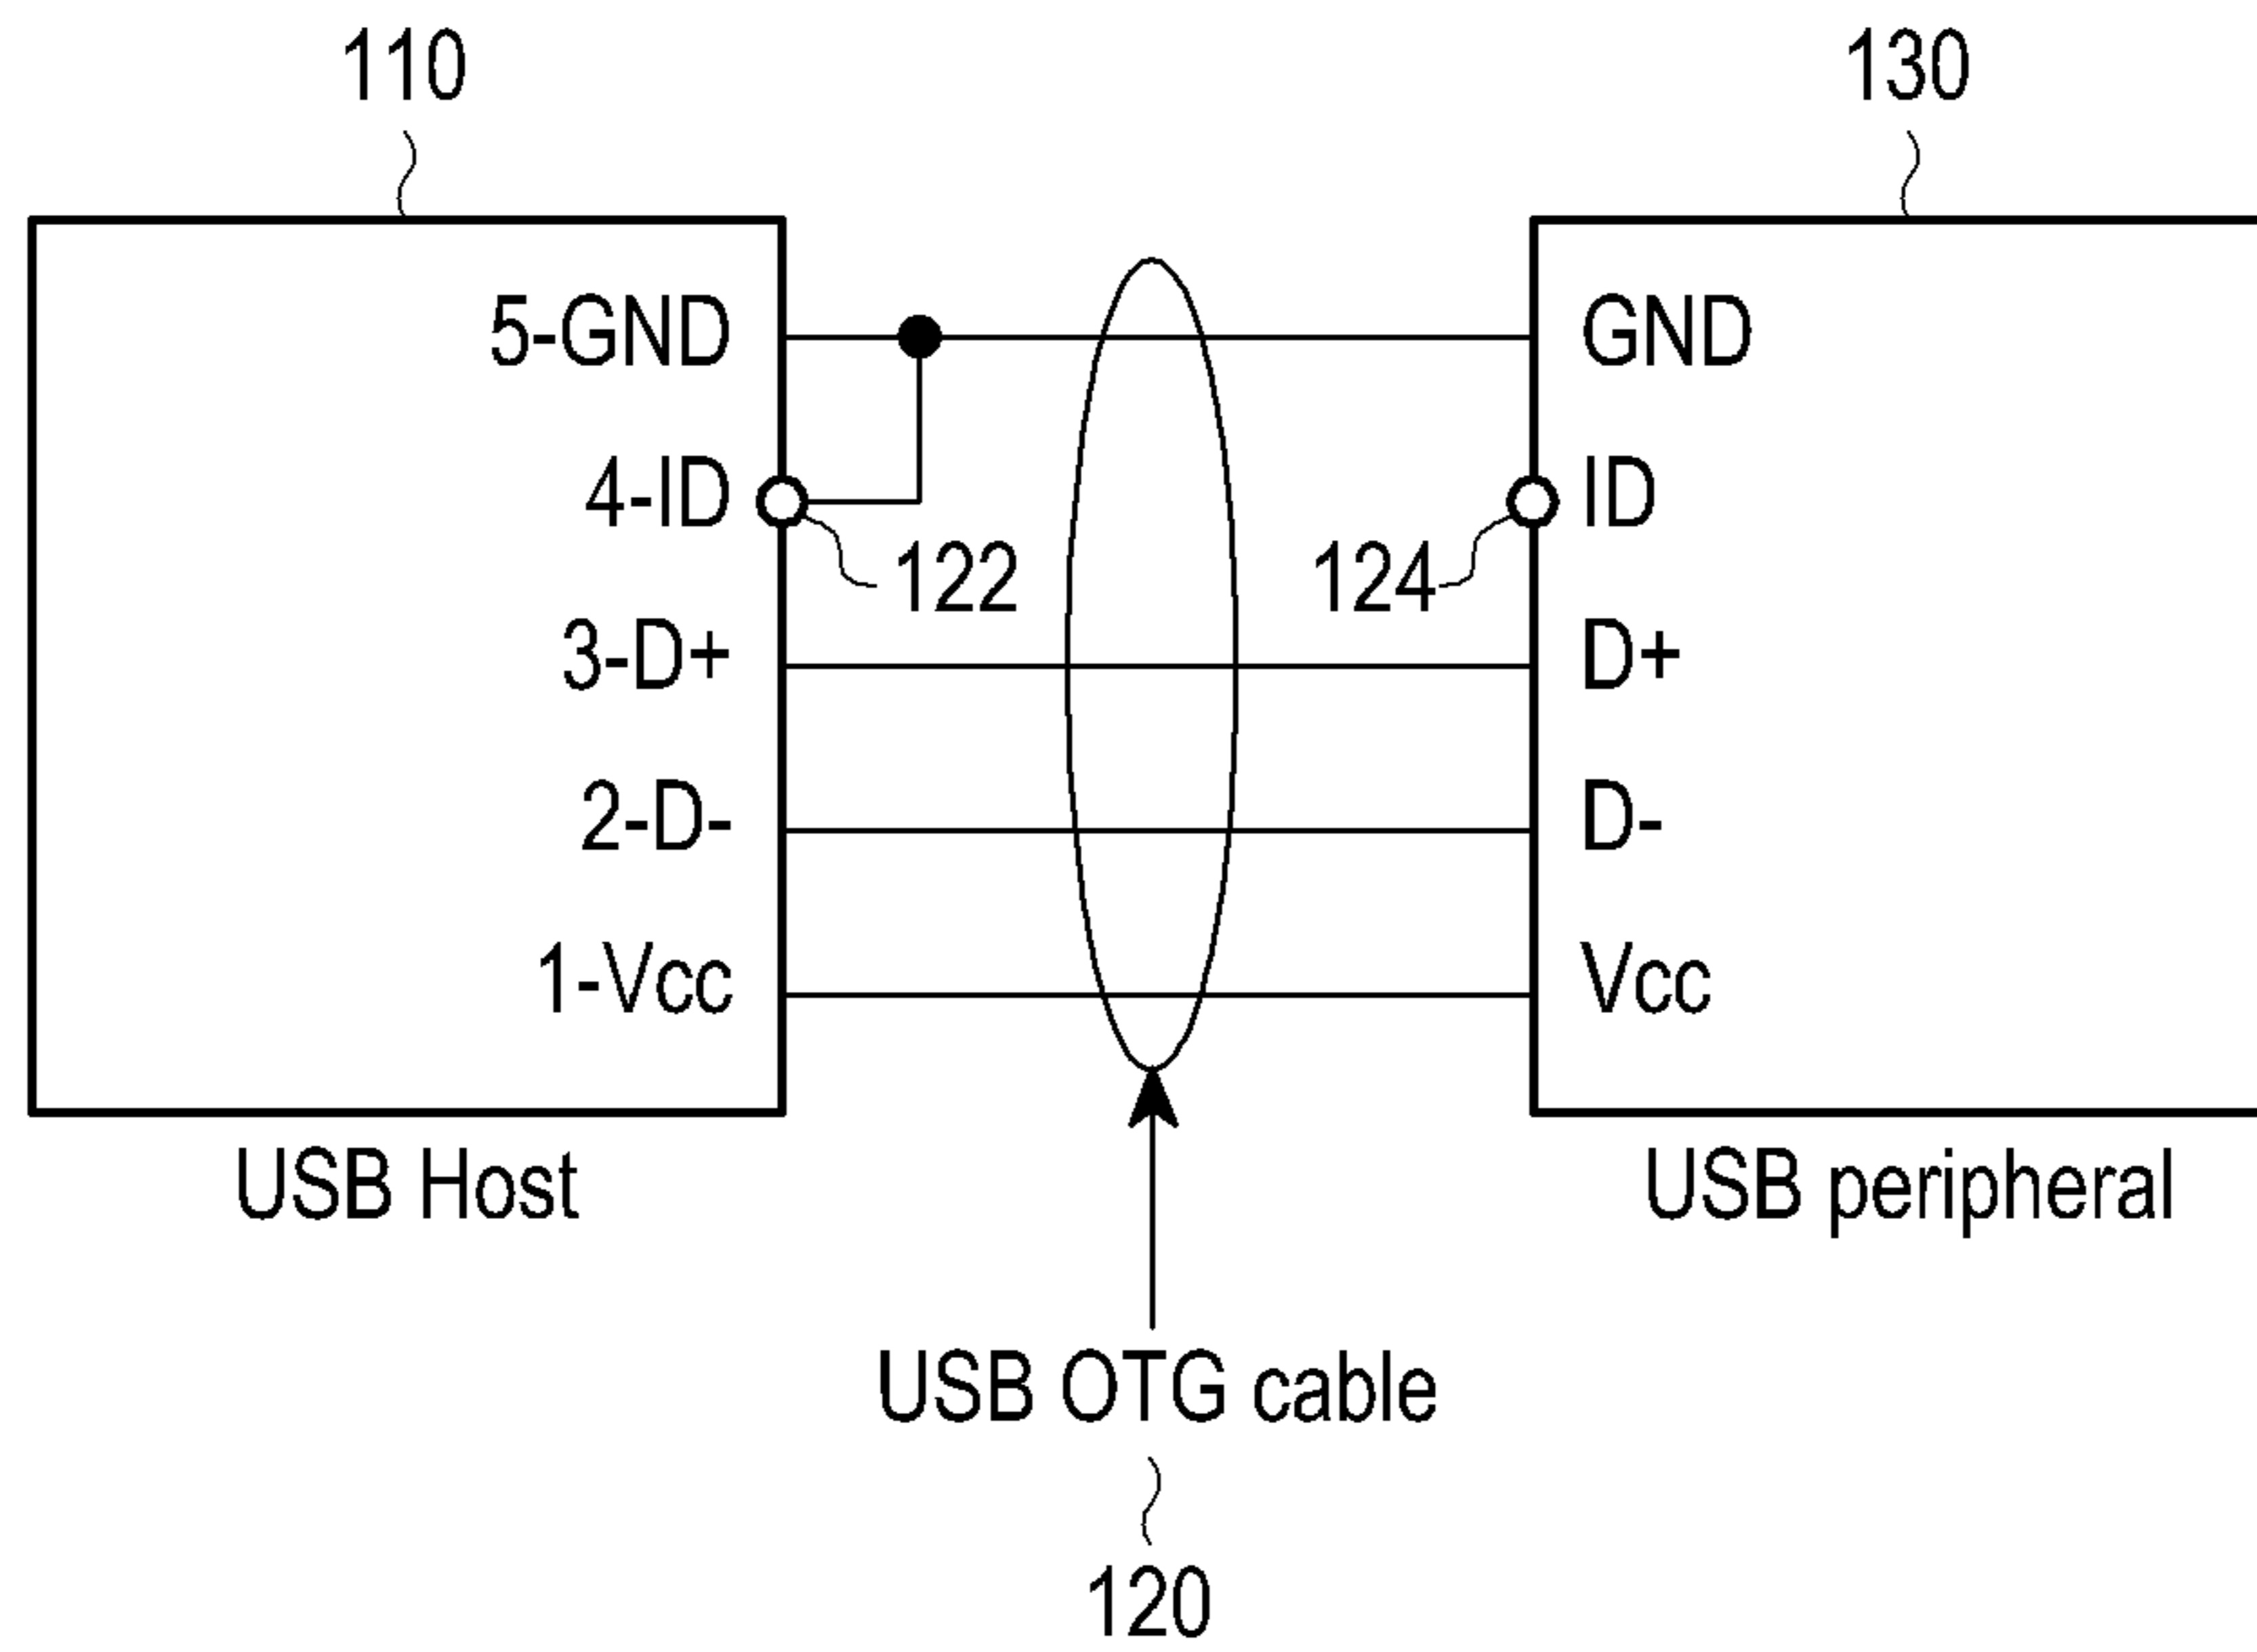 110
130
5-GND
GND
4-ID
ID
122
124
3-D+
D+
2-D-
D-
1-Vcc
Vcc
USB Host
USB peripheral
USB OTG cable
120